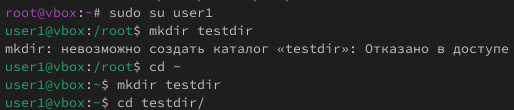 root@vbox:~# sudo su user1
user1@vbox:/root$ mkdir testdir
mkdir: невозможно создать каталог «testdir»: Отказано в доступе
user1@vbox:/root$ cd ~
user1@vbox:~$ mkdir testdir
user1@vbox:~$ cd testdir/